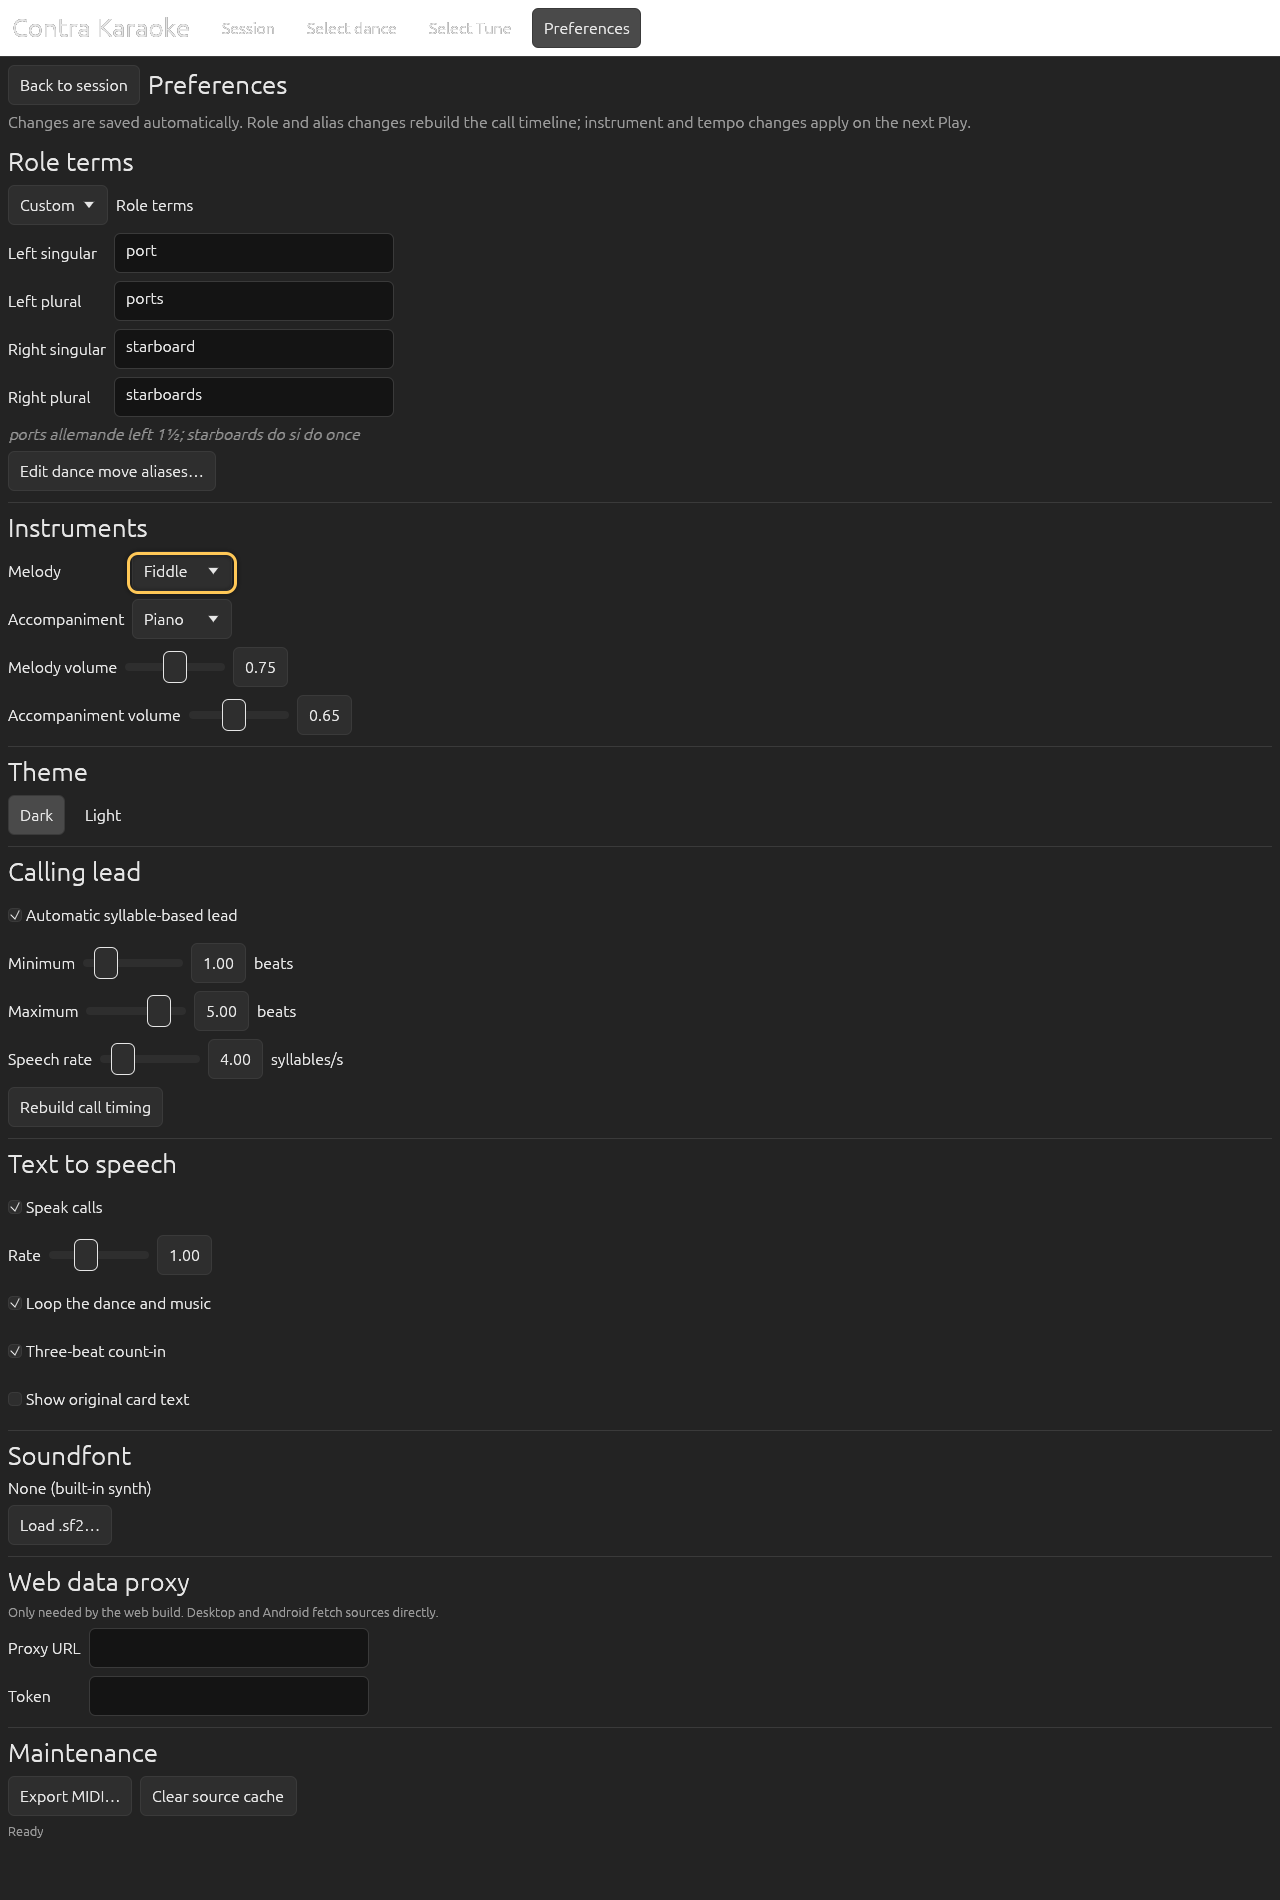 Contra Karaoke Session Select dance Select Tune Preferences
Back to session Preferences
Changes are saved automatically. Role and alias changes rebuild the call timeline; instrument and tempo changes apply on the next Play.
Role terms
Custom Role terms
Left singular port
Left plural ports
Right singular starboard
Right plural starboards
ports allemande left 1½; starboards do si do once
Edit dance move aliases…
Instruments
Melody Fiddle
Accompaniment Piano
Melody volume 0.75
Accompaniment volume 0.65
Theme
Dark Light
Calling lead
Automatic syllable-based lead
Minimum 1.00 beats
Maximum 5.00 beats
Speech rate 4.00 syllables/s
Rebuild call timing
Text to speech
Speak calls
Rate 1.00
Loop the dance and music
Three-beat count-in
Show original card text
Soundfont
None (built-in synth)
Load .sf2…
Web data proxy
Only needed by the web build. Desktop and Android fetch sources directly.
Proxy URL
Token
Maintenance
Export MIDI… Clear source cache
Ready